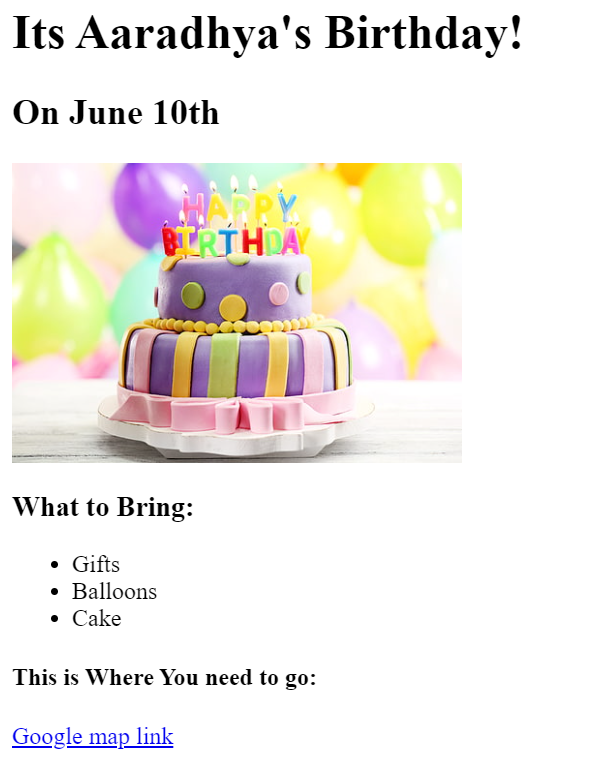 Its Aaradhya's Birthday!
On June 10th
HAPPY
BIRTHDAY
What to Bring:
Gifts
Balloons
Cake
This is Where You need to go:
Google map link